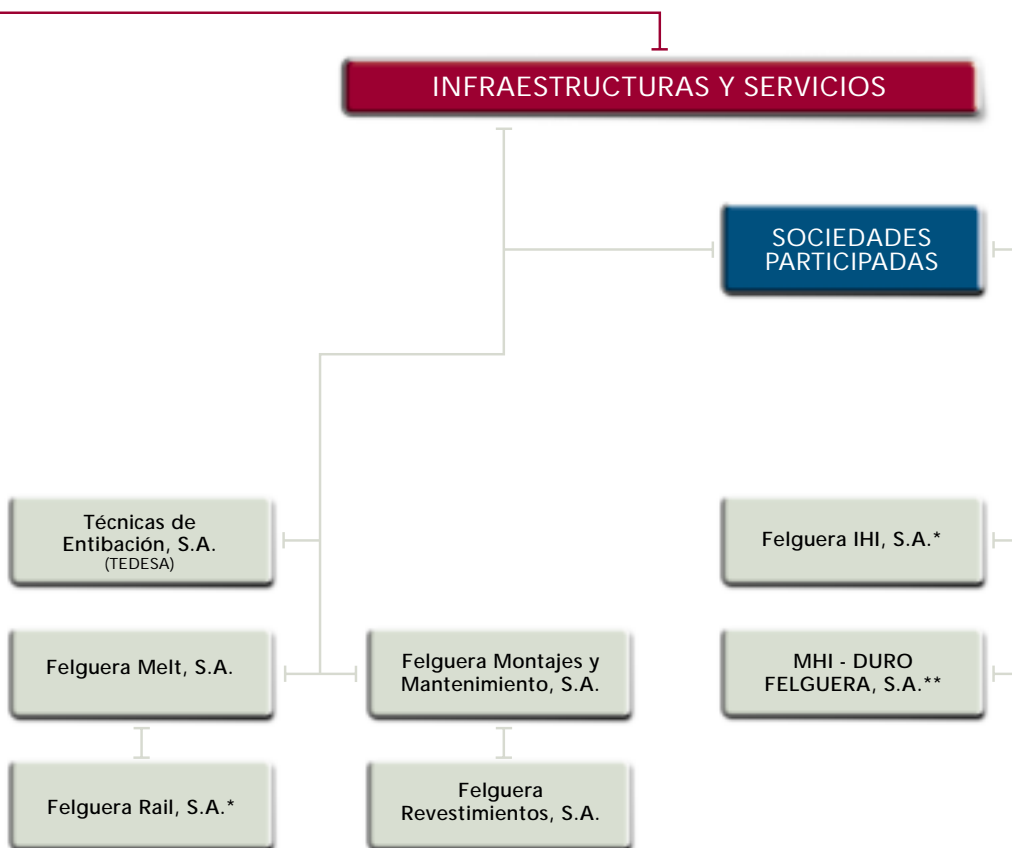 INFRAESTRUCTURAS Y SERVICIOS
SOCIEDADES
PARTICIPADAS
Técnicas de
Entibación, S.A.
(TEDESA)
Felguera IHI, S.A.*
Felguera Melt, S.A.
Felguera Montajes y
Mantenimiento, S.A.
MHI - DURO
FELGUERA, S.A.**
Felguera Rail, S.A.*
Felguera
Revestimientos, S.A.